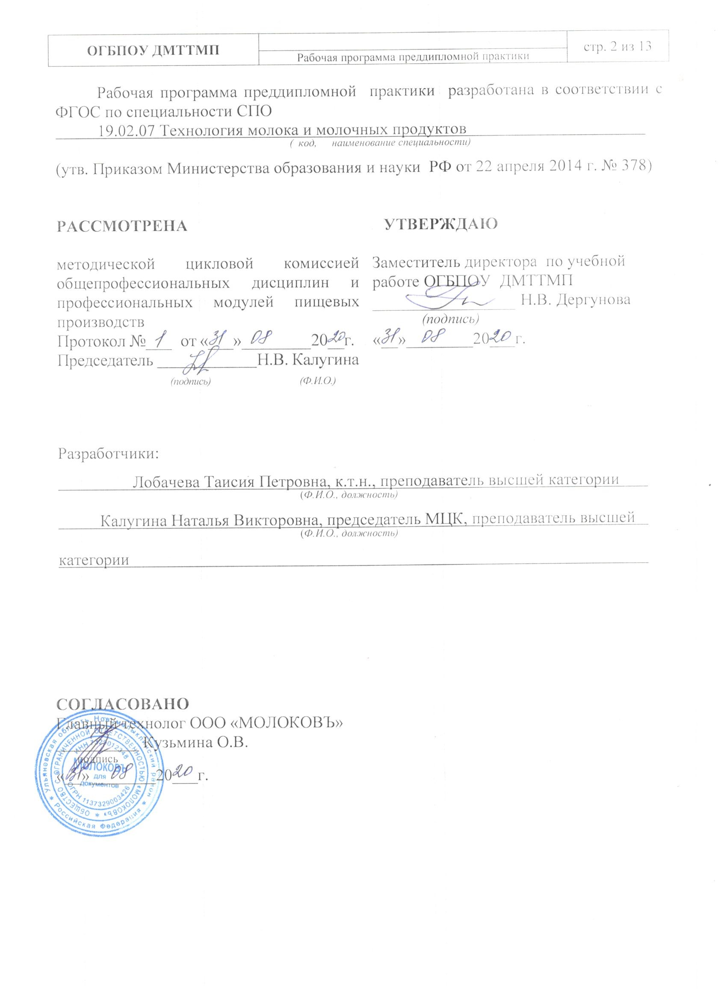 ОГБПОУ ДМТТМП
Рабочая программа преддипломной практики
стр. 2 из 13
Рабочая программа преддипломной практики разработана в соответствии с
ФГОС по специальности СПО
19.02.07 Технология молока и молочных продуктов
( код, наименование специальности)
(утв. Приказом Министерства образования и науки РФ от 22 апреля 2014 г. № 378)
РАССМОТРЕНА
методической цикловой комиссией
общепрофессиональных дисциплин и
профессиональных модулей пищевых
производств
Протокол № 1 от «31» 08 2020г.
Председатель Н.В. Калугина
(подпись) (Ф.И.О.)
УТВЕРЖДАЮ
Заместитель директора по учебной
работе ОГБПОУ ДМТТМП
Н.В. Дергунова
(подпись)
«31» 08 2020 г.
Разработчики:
Лобачева Таисия Петровна, к.т.н., преподаватель высшей категории
(Ф.И.О., должность)
Калугина Наталья Викторовна, председатель МЦК, преподаватель высшей
(Ф.И.О., должность)
категории
СОГЛАСОВАНО
Главный технолог ООО «МОЛОКОВЪ»
Кузьмина О.В.
подпись
«31» 08 2020 г.
Ульяновская область Новомалыклинский район * Российская Федерация *
ОБЩЕСТВО С ОГРАНИЧЕННОЙ ОТВЕТСТВЕННОСТЬЮ «МОЛОКОВЪ» *
ИНН 7329012348
МОЛОКОВЪ
для
документов
ОГРН 1137329003426